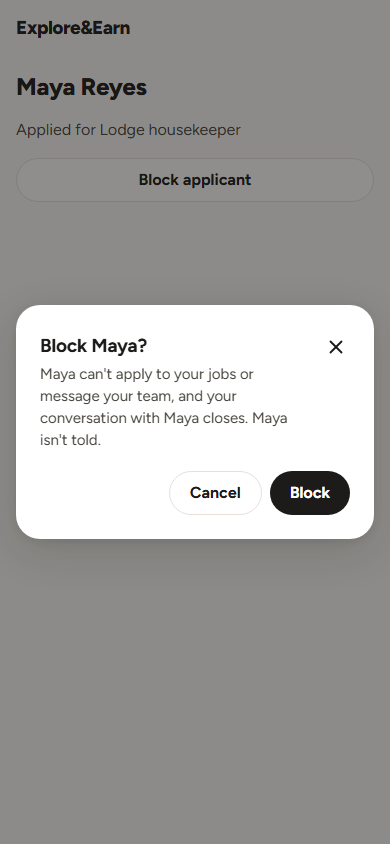 Explore&Earn
Maya Reyes
Applied for Lodge housekeeper
Block applicant
Block Maya?
Maya can't apply to your jobs or
message your team, and your
conversation with Maya closes. Maya
isn't told.
Cancel
Block